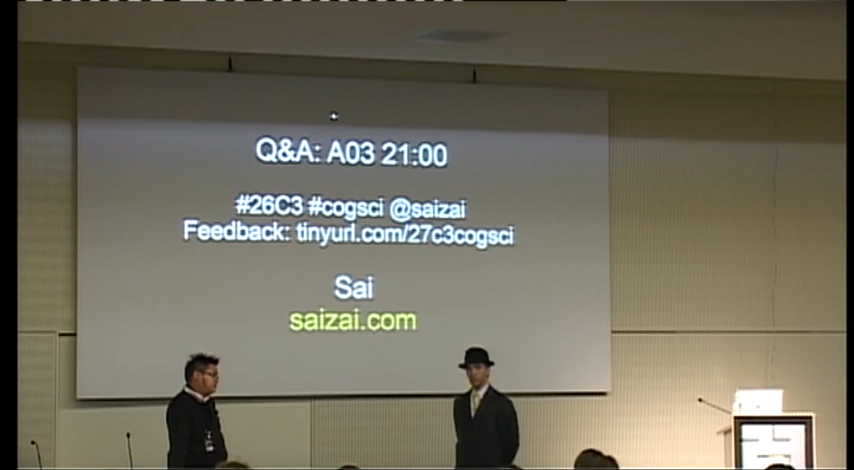 Q&A: A03 21:00
#26C3 #cogsci @saizai
Feedback: tinyurl.com/27c3cogsci
Sai
saizai.com